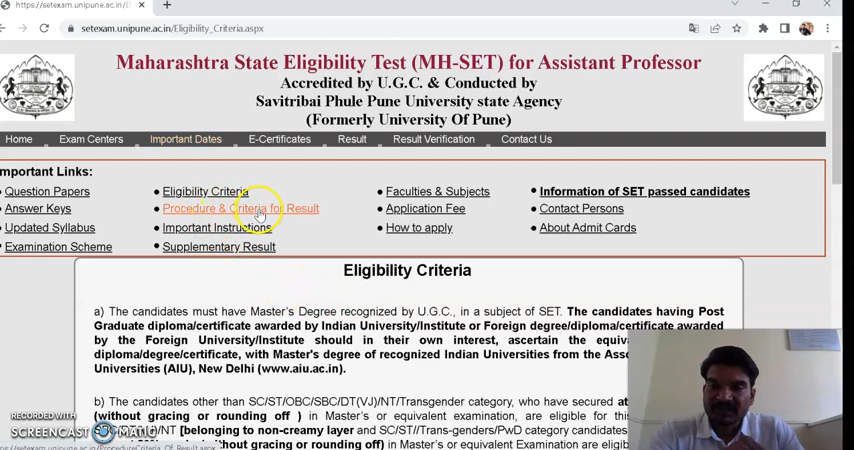 https://setexam.unipune.ac.in/E
setexam.unipune.ac.in/Eligibility_Criteria.aspx
Maharashtra State Eligibility Test (MH-SET) for Assistant Professor
Accredited by U.G.C. & Conducted by
Savitribai Phule Pune University state Agency
(Formerly University Of Pune)
Home Exam Centers Important Dates E-Certificates Result Result Verification Contact Us
mportant Links:
Question Papers Eligibility Criteria Faculties & Subjects Information of SET passed candidates
Answer Keys Procedure & Criteria for Result Application Fee Contact Persons
Updated Syllabus Important Instructions How to apply About Admit Cards
Examination Scheme Supplementary Result
Eligibility Criteria
a) The candidates must have Master's Degree recognized by U.G.C., in a subject of SET. The candidates having Post
Graduate diploma/certificate awarded by Indian University/Institute or Foreign degree/diploma/certificate awarded
by the Foreign University/Institute should in their own interest, ascertain the equiva
diploma/degree/certificate, with Master's degree of recognized Indian Universities from the Asso
Universities (AIU), New Delhi (www.aiu.ac.in).
b) The candidates other than SC/ST/OBC/SBC/DT(VJ)/NT/Transgender category, who have secured at
(without gracing or rounding off ) in Master's or equivalent examination, are eligible for this
NT [belonging to non-creamy layer and SC/ST//Trans-genders/PwD category candidates
without gracing or rounding off) in Master's or equivalent Examination are eligib
RECORDED WITH
SCREENCAST MATIC
https://setexam.unipune.ac.in/ProcedureCriteria_Of_Result.aspx